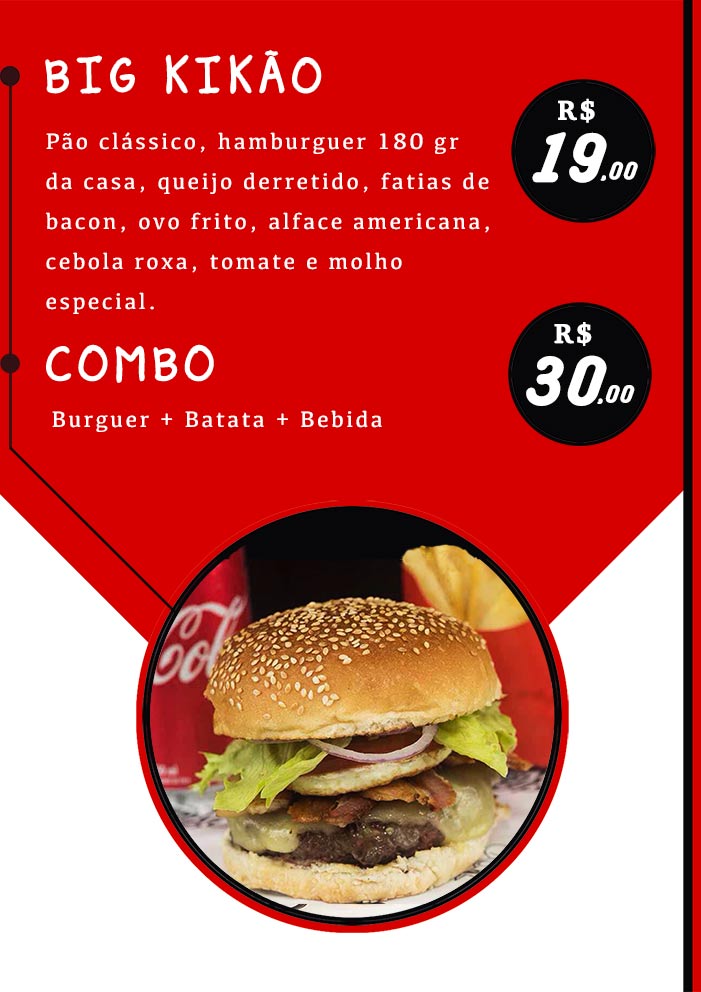 BIG KIKÃO
R$
19.00
Pão clássico, hamburguer 180 gr
da casa, queijo derretido, fatias de
bacon, ovo frito, alface americana,
cebola roxa, tomate e molho
especial.
COMBO
R$
30.00
Burguer + Batata + Bebida